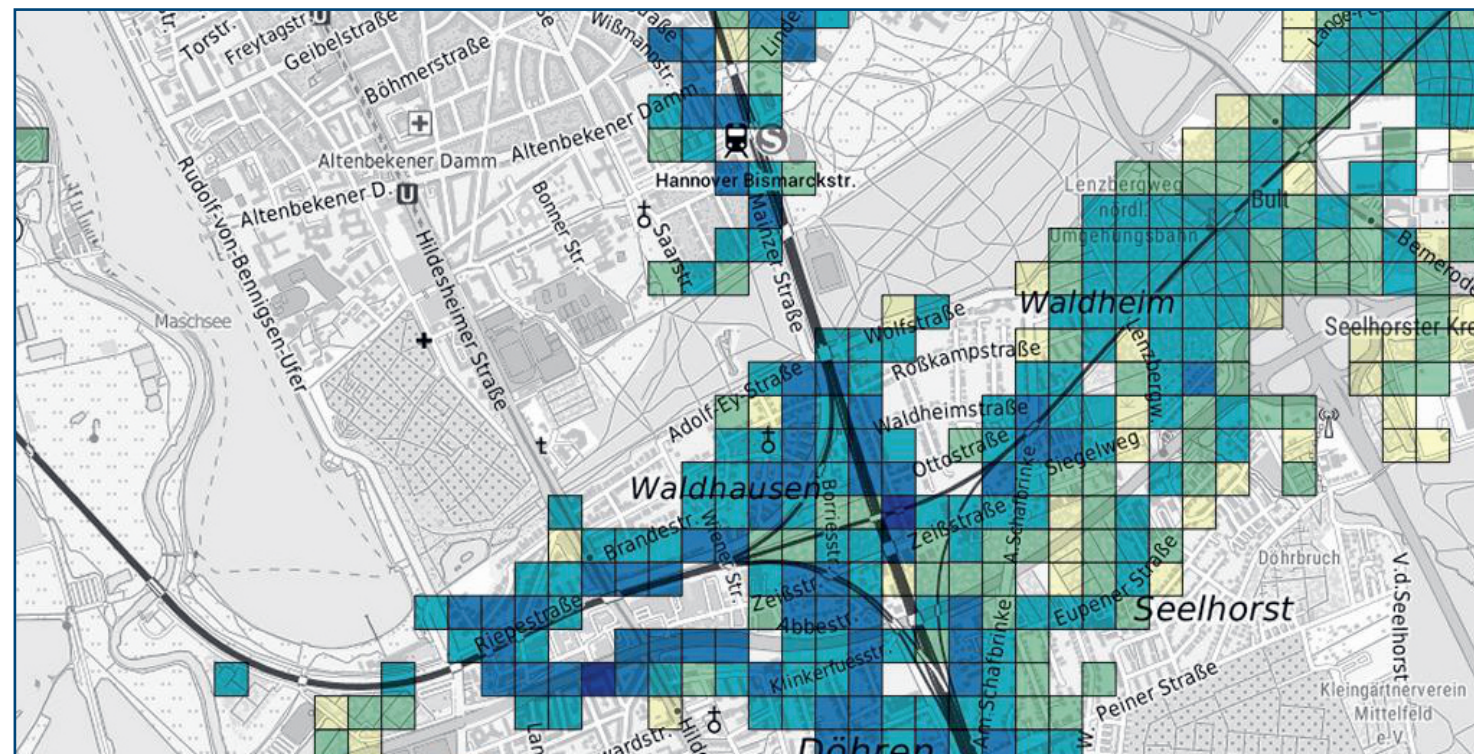 Torstr.
Freytagstr.
U
Geibelstraße
Böhmerstraße
Wißmannstr.
Altenbekener Damm
Altenbekener Damm
Altenbekener D.
U
S
Hannover Bismarckstr.
Rudolf-von-Bennigsen-Ufer
Bonner Str.
Saarstr.
Mainzer Straße
Hildesheimer Straße
Maschsee
Lenzbergweg
nördl.
Umgehungsbahn
Bult
Waldheim
Seelhorster Kre
Wolfstraße
Roßkampstraße
Lenzbergw.
Adolf-Ey-Straße
Waldheimstraße
Ottostraße
Siegelweg
Waldhausen
Borriesstr.
A.Schafbrinke
Zeißstraße
Brandestr.
Wiener Str.
Döhrbruch
Eupener Straße
Seelhorst
V.d.Seelhorst
Riepestraße
Zeißstr.
Abbestr.
Klinkerfuesstr.
Am Schafbrinke
Peiner Straße
Kleingärtnerverein
Mittelfeld
e.V.
Döhren